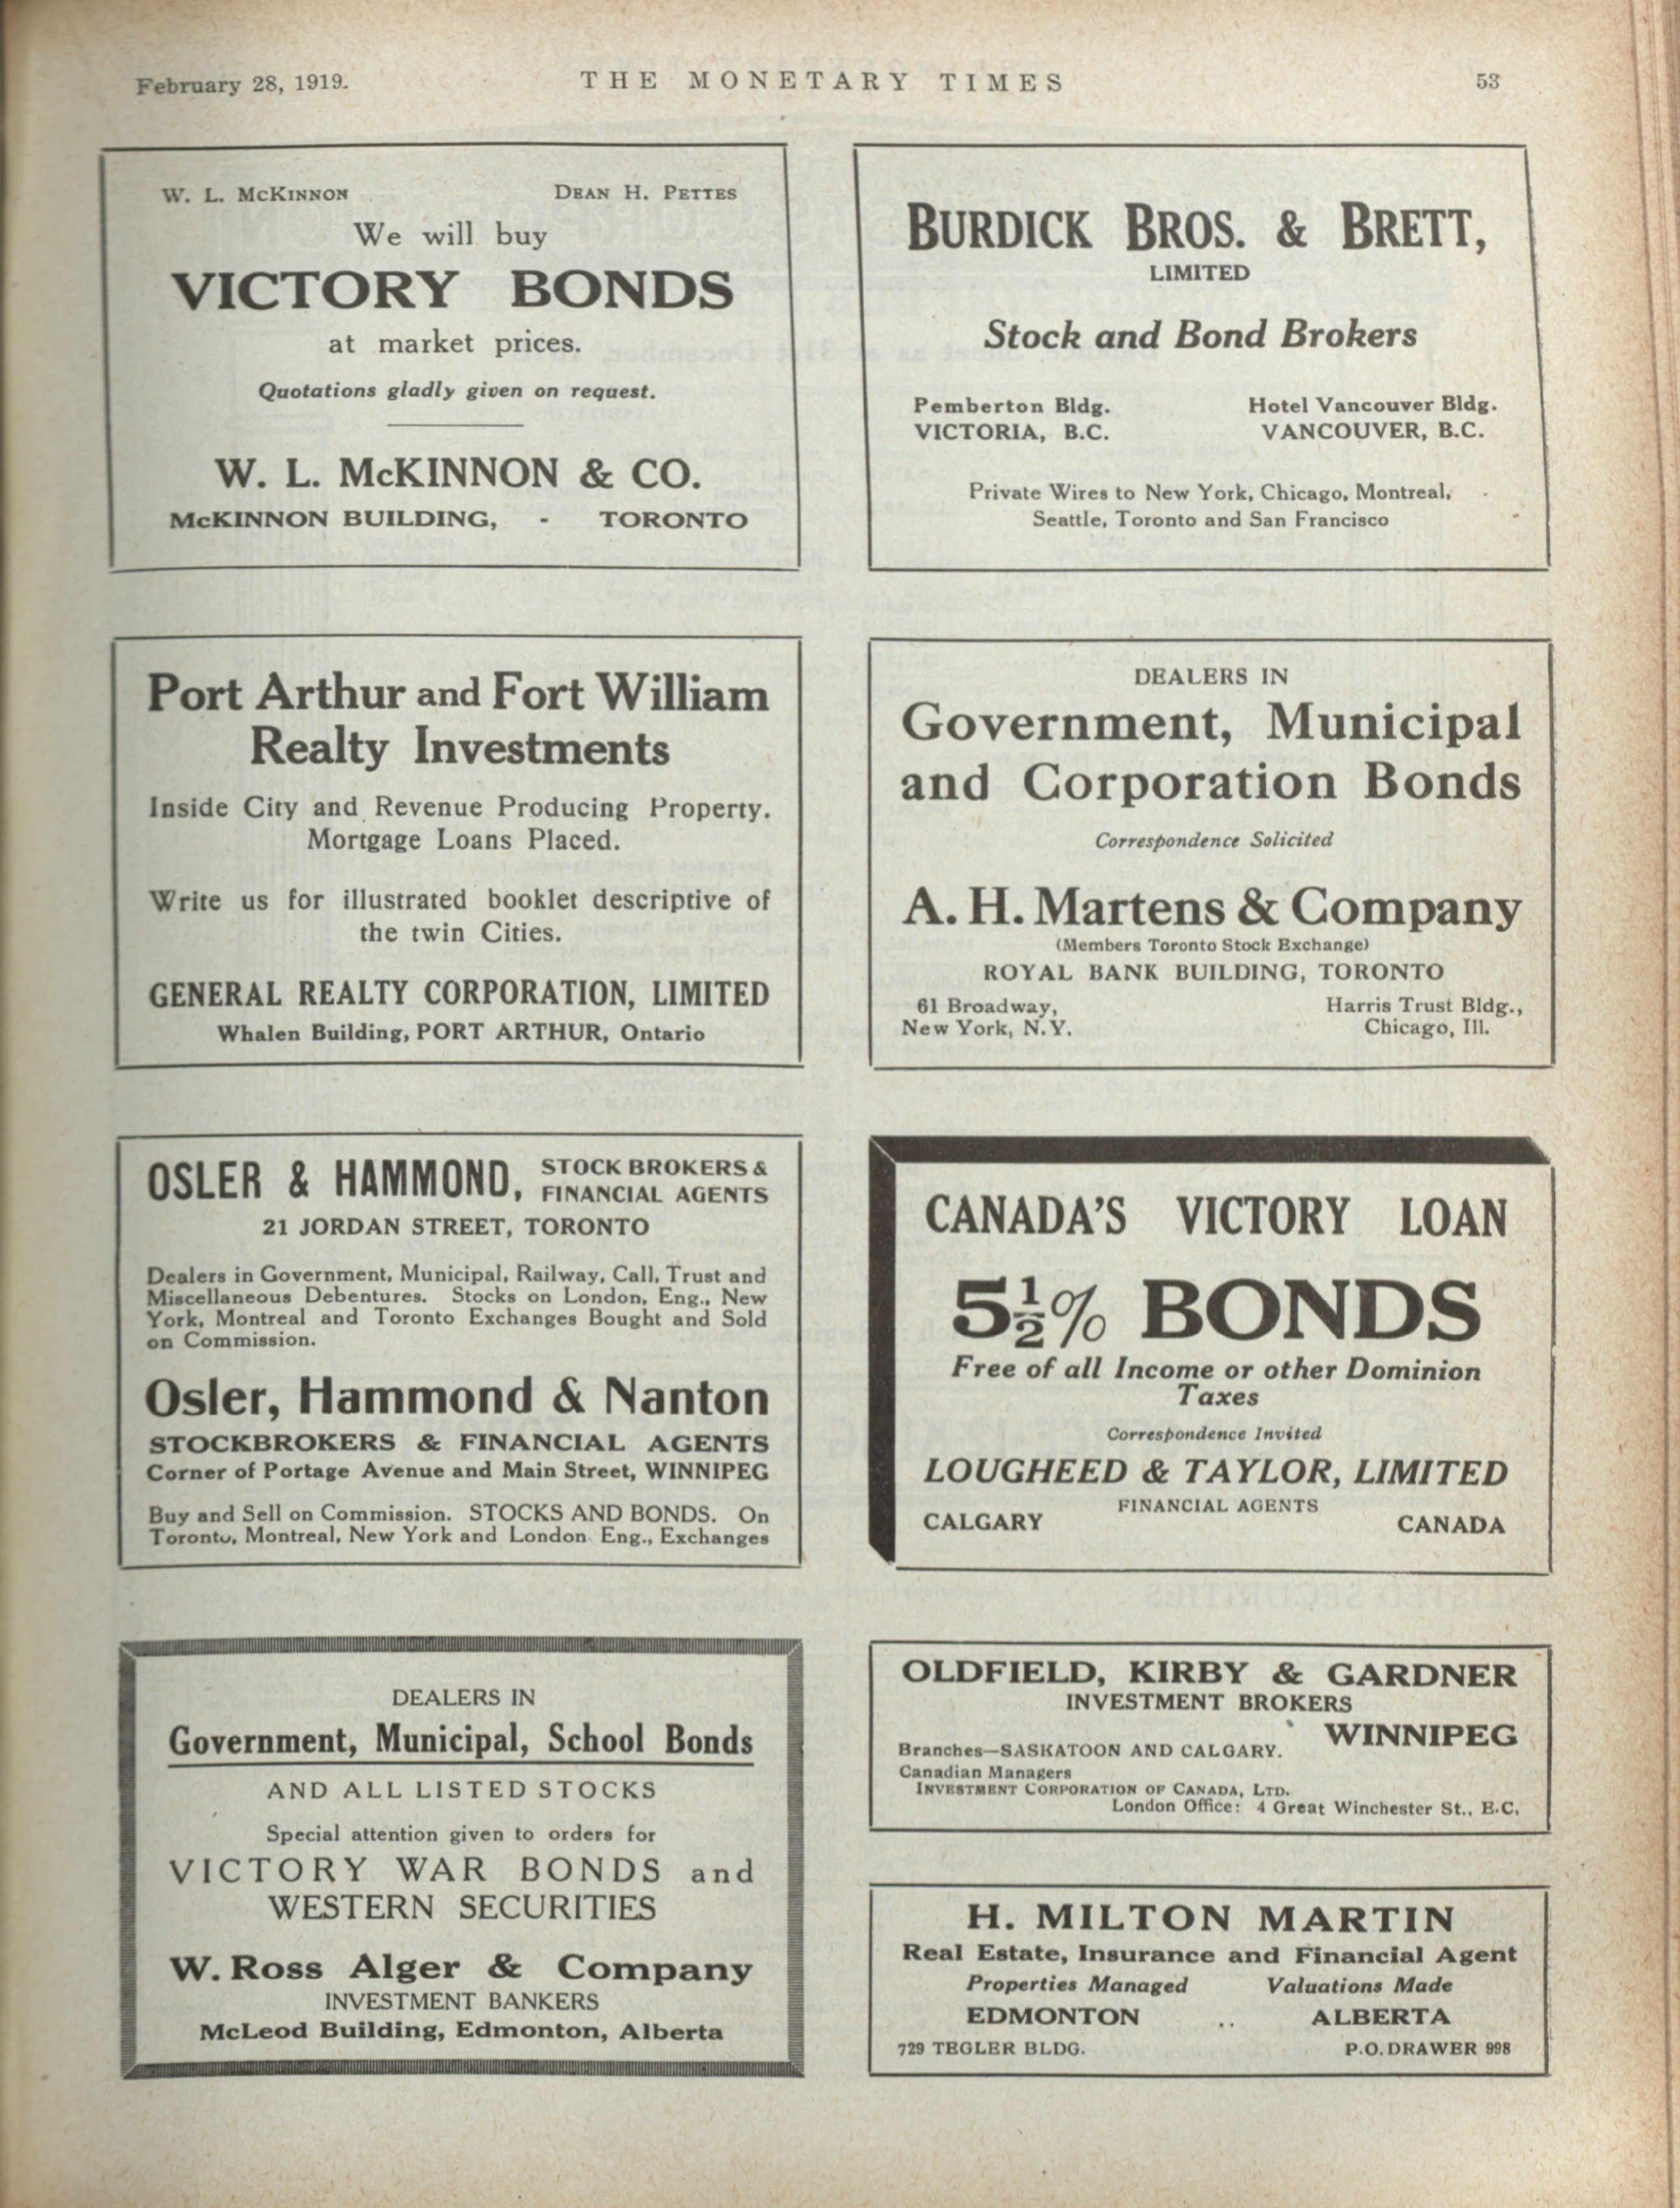 February 28, 1919. THE MONETARY TIMES 53
W. L. McKinnon Dean H. Pettes
We will buy
VICTORY BONDS
at market prices.
Quotations gladly given on request.
W. L. McKINNON & CO.
McKINNON BUILDING, - TORONTO
BURDICK BROS. & BRETT,
LIMITED
Stock and Bond Brokers
Pemberton Bldg. Hotel Vancouver Bldg.
VICTORIA, B.C. VANCOUVER, B.C.
Private Wires to New York, Chicago, Montreal,
Seattle, Toronto and San Francisco
Port Arthur and Fort William
Realty Investments
Inside City and Revenue Producing Property.
Mortgage Loans Placed.
Write us for illustrated booklet descriptive of
the twin Cities.
GENERAL REALTY CORPORATION, LIMITED
Whalen Building, PORT ARTHUR, Ontario
DEALERS IN
Government, Municipal
and Corporation Bonds
Correspondence Solicited
A. H. Martens & Company
(Members Toronto Stock Exchange)
ROYAL BANK BUILDING, TORONTO
61 Broadway, Harris Trust Bldg.,
New York, N.Y. Chicago, Ill.
OSLER & HAMMOND, STOCK BROKERS &
FINANCIAL AGENTS
21 JORDAN STREET, TORONTO
Dealers in Government, Municipal, Railway, Call, Trust and
Miscellaneous Debentures. Stocks on London, Eng., New
York, Montreal and Toronto Exchanges Bought and Sold
on Commission.
Osler, Hammond & Nanton
STOCKBROKERS & FINANCIAL AGENTS
Corner of Portage Avenue and Main Street, WINNIPEG
Buy and Sell on Commission. STOCKS AND BONDS. On
Toronto, Montreal, New York and London Eng., Exchanges
CANADA'S VICTORY LOAN
5½% BONDS
Free of all Income or other Dominion
Taxes
Correspondence Invited
LOUGHEED & TAYLOR, LIMITED
FINANCIAL AGENTS
CALGARY CANADA
DEALERS IN
Government, Municipal, School Bonds
AND ALL LISTED STOCKS
Special attention given to orders for
VICTORY WAR BONDS and
WESTERN SECURITIES
W. Ross Alger & Company
INVESTMENT BANKERS
McLeod Building, Edmonton, Alberta
OLDFIELD, KIRBY & GARDNER
INVESTMENT BROKERS
WINNIPEG
Branches—SASKATOON AND CALGARY.
Canadian Managers
INVESTMENT CORPORATION OF CANADA, LTD.
London Office: 4 Great Winchester St., E.C.
H. MILTON MARTIN
Real Estate, Insurance and Financial Agent
Properties Managed Valuations Made
EDMONTON .. ALBERTA
729 TEGLER BLDG. P.O. DRAWER 998